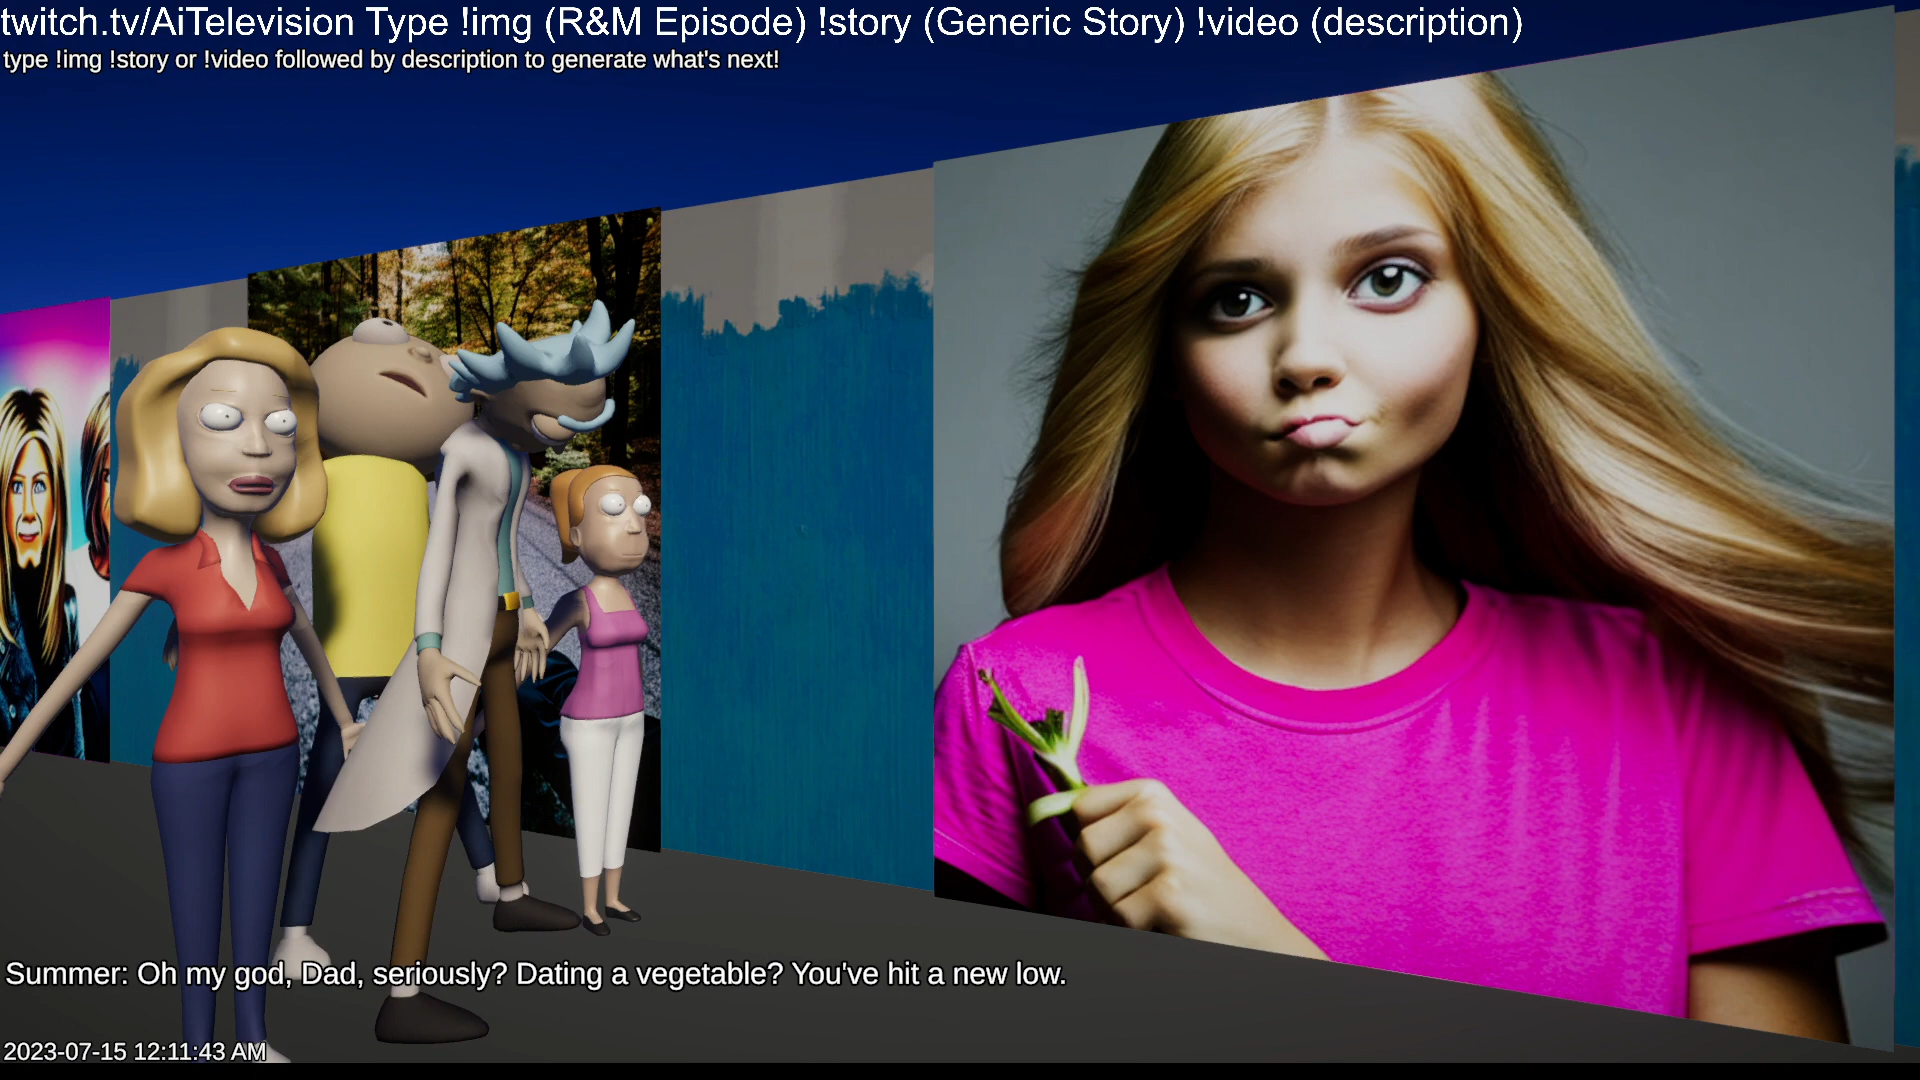 twitch.tv/AiTelevision Type !img (R&M Episode) !story (Generic Story) !video (description)
type !img !story or !video followed by description to generate what's next!
Summer: Oh my god, Dad, seriously? Dating a vegetable? You've hit a new low.
2023-07-15 12:11:43 AM